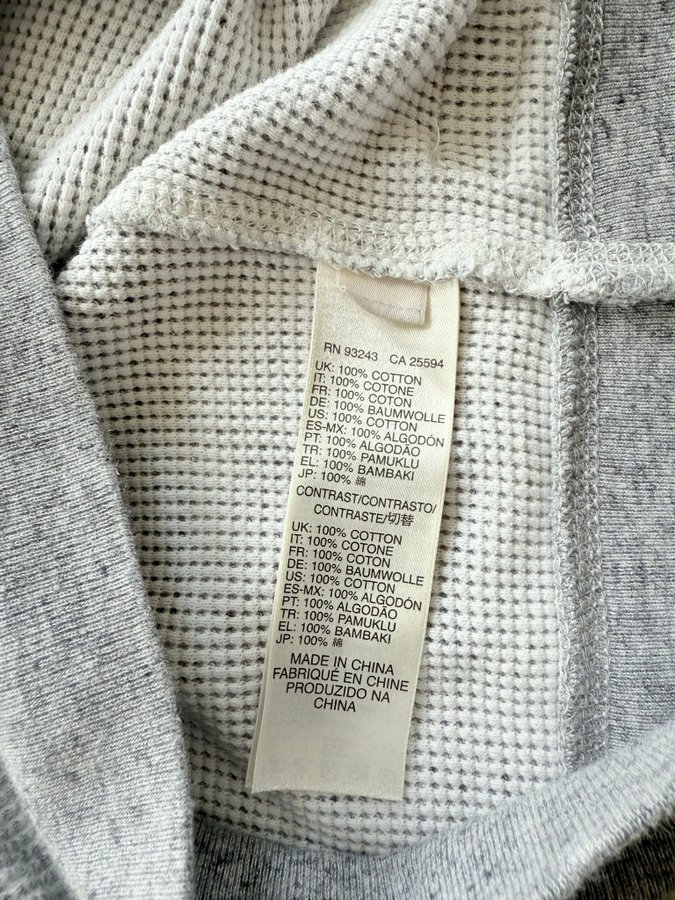 RN 93243 CA 25594
UK: 100% COTTON
IT: 100% COTONE
FR: 100% COTON
DE: 100% BAUMWOLLE
US: 100% COTTON
ES-MX: 100% ALGODÓN
PT: 100% ALGODÃO
TR: 100% PAMUKLU
EL: 100% BAMBAKI
JP: 100% 綿
CONTRAST/CONTRASTO/
CONTRASTE/切替
UK: 100% COTTON
IT: 100% COTONE
FR: 100% COTON
DE: 100% BAUMWOLLE
US: 100% COTTON
ES-MX: 100% ALGODÓN
PT: 100% ALGODÃO
TR: 100% PAMUKLU
EL: 100% BAMBAKI
JP: 100% 綿
MADE IN CHINA
FABRIQUÉ EN CHINE
PRODUZIDO NA
CHINA